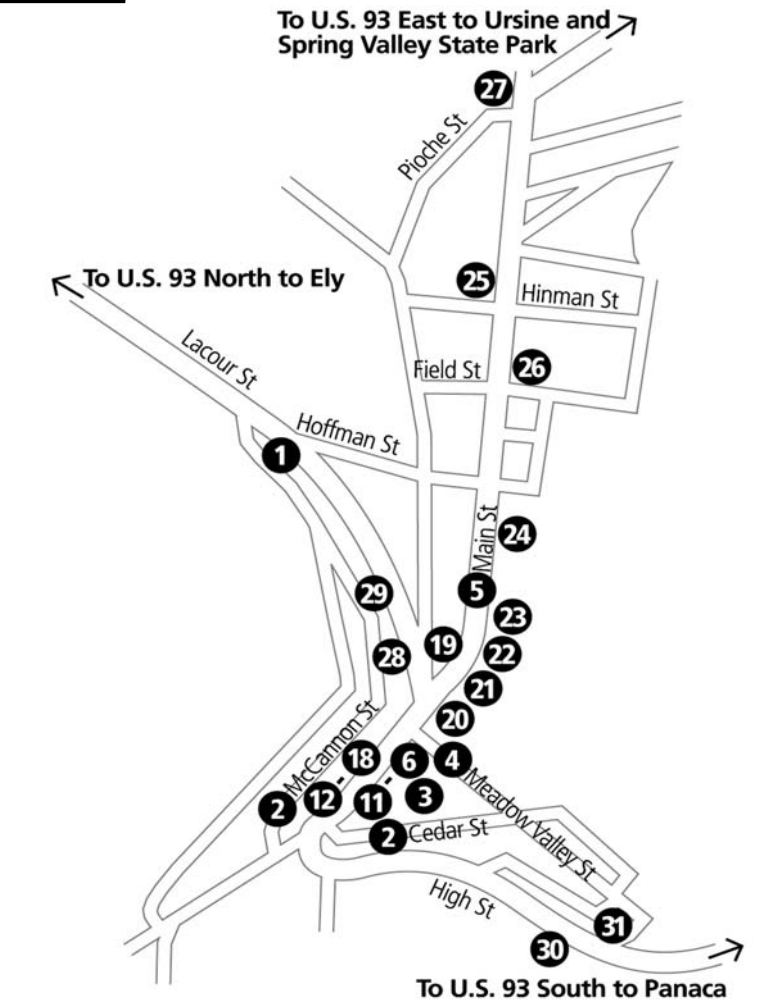 To U.S. 93 East to Ursine and
Spring Valley State Park
27
Pioche St
To U.S. 93 North to Ely
25
Hinman St
Lacour St
Field St
26
Hoffman St
1
Main St
24
5
29
23
19
22
28
21
20
McCannon St
18
6
4
Meadow Valley St
2
12
-
11
-
3
2
Cedar St
High St
31
30
To U.S. 93 South to Panaca